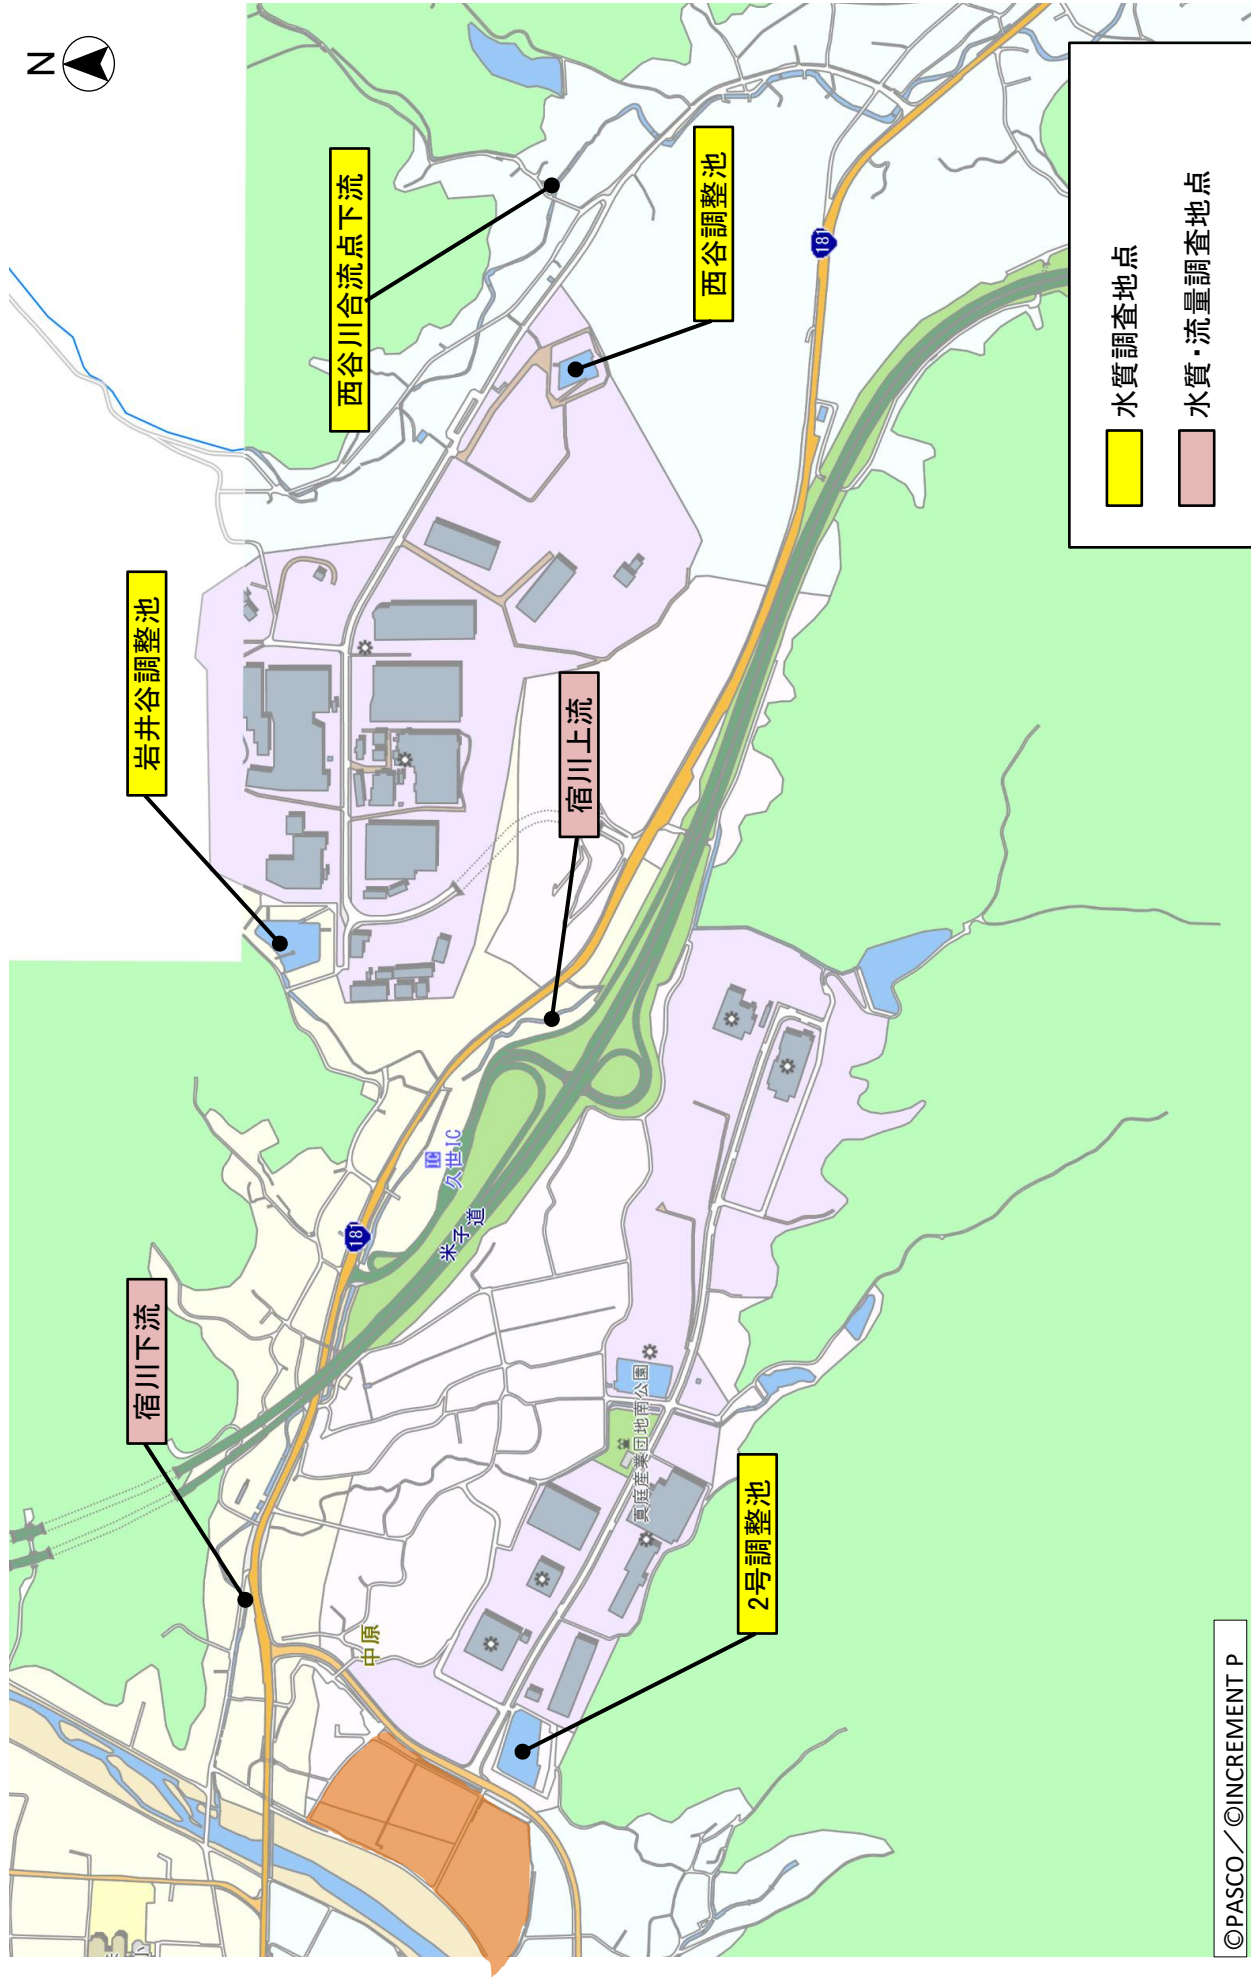 N
西谷川合流点下流
西谷調整池
岩井谷調整池
宿川上流
宿川下流
2号調整池
181
181
IC
久世IC
米子道
真庭産業団地南公園
中原
水質調査地点
水質・流量調査地点
©PASCO／©INCREMENT P